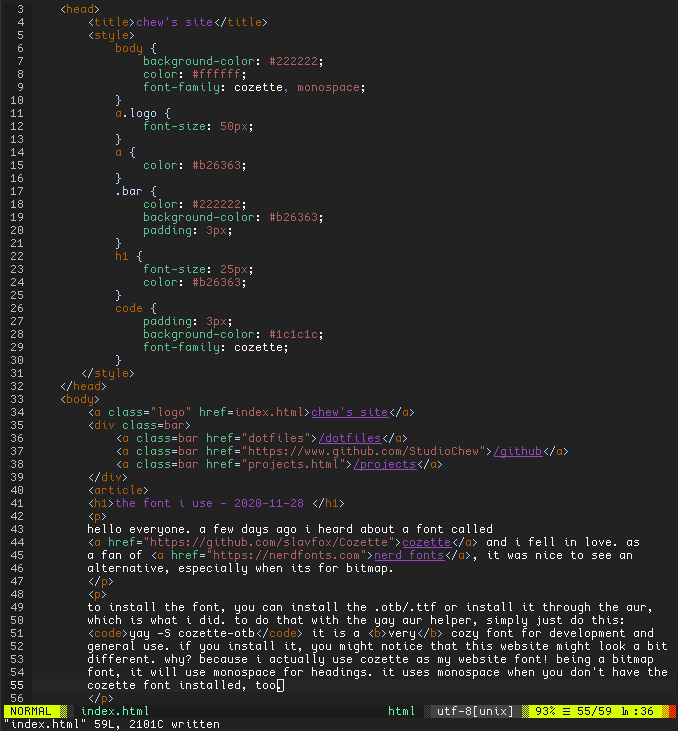 3 <head>
4 <title>chew's site</title>
5 <style>
6 body {
7 background-color: #222222;
8 color: #ffffff;
9 font-family: cozette, monospace;
10 }
11 a.logo {
12 font-size: 50px;
13 }
14 a {
15 color: #b26363;
16 }
17 .bar {
18 color: #222222;
19 background-color: #b26363;
20 padding: 3px;
21 }
22 h1 {
23 font-size: 25px;
24 color: #b26363;
25 }
26 code {
27 padding: 3px;
28 background-color: #1c1c1c;
29 font-family: cozette;
30 }
31 </style>
32 </head>
33 <body>
34 <a class="logo" href=index.html>chew's site</a>
35 <div class=bar>
36 <a class=bar href="dotfiles">/dotfiles</a>
37 <a class=bar href="https://www.github.com/StudioChew">/github</a>
38 <a class=bar href="projects.html">/projects</a>
39 </div>
40 <article>
41 <h1>the font i use - 2020-11-28 </h1>
42 <p>
43 hello everyone. a few days ago i heard about a font called
44 <a href="https://github.com/slavfox/Cozette">cozette</a> and i fell in love. as
45 a fan of <a href="https://nerdfonts.com">nerd fonts</a>, it was nice to see an
46 alternative, especially when its for bitmap.
47 </p>
48 <p>
49 to install the font, you can install the .otb/.ttf or install it through the aur,
50 which is what i did. to do that with the yay aur helper, simply just do this:
51 <code>yay -S cozette-otb</code> it is a <b>very</b> cozy font for development and
52 general use. if you install it, you might notice that this website might look a bit
53 different. why? because i actually use cozette as my website font! being a bitmap
54 font, it will use monospace for headings. it uses monospace when you don't have the
55 cozette font installed, too.
56 </p>
NORMAL index.html html utf-8[unix] 93% ☰ 55/59 ㏑:36
"index.html" 59L, 2101C written